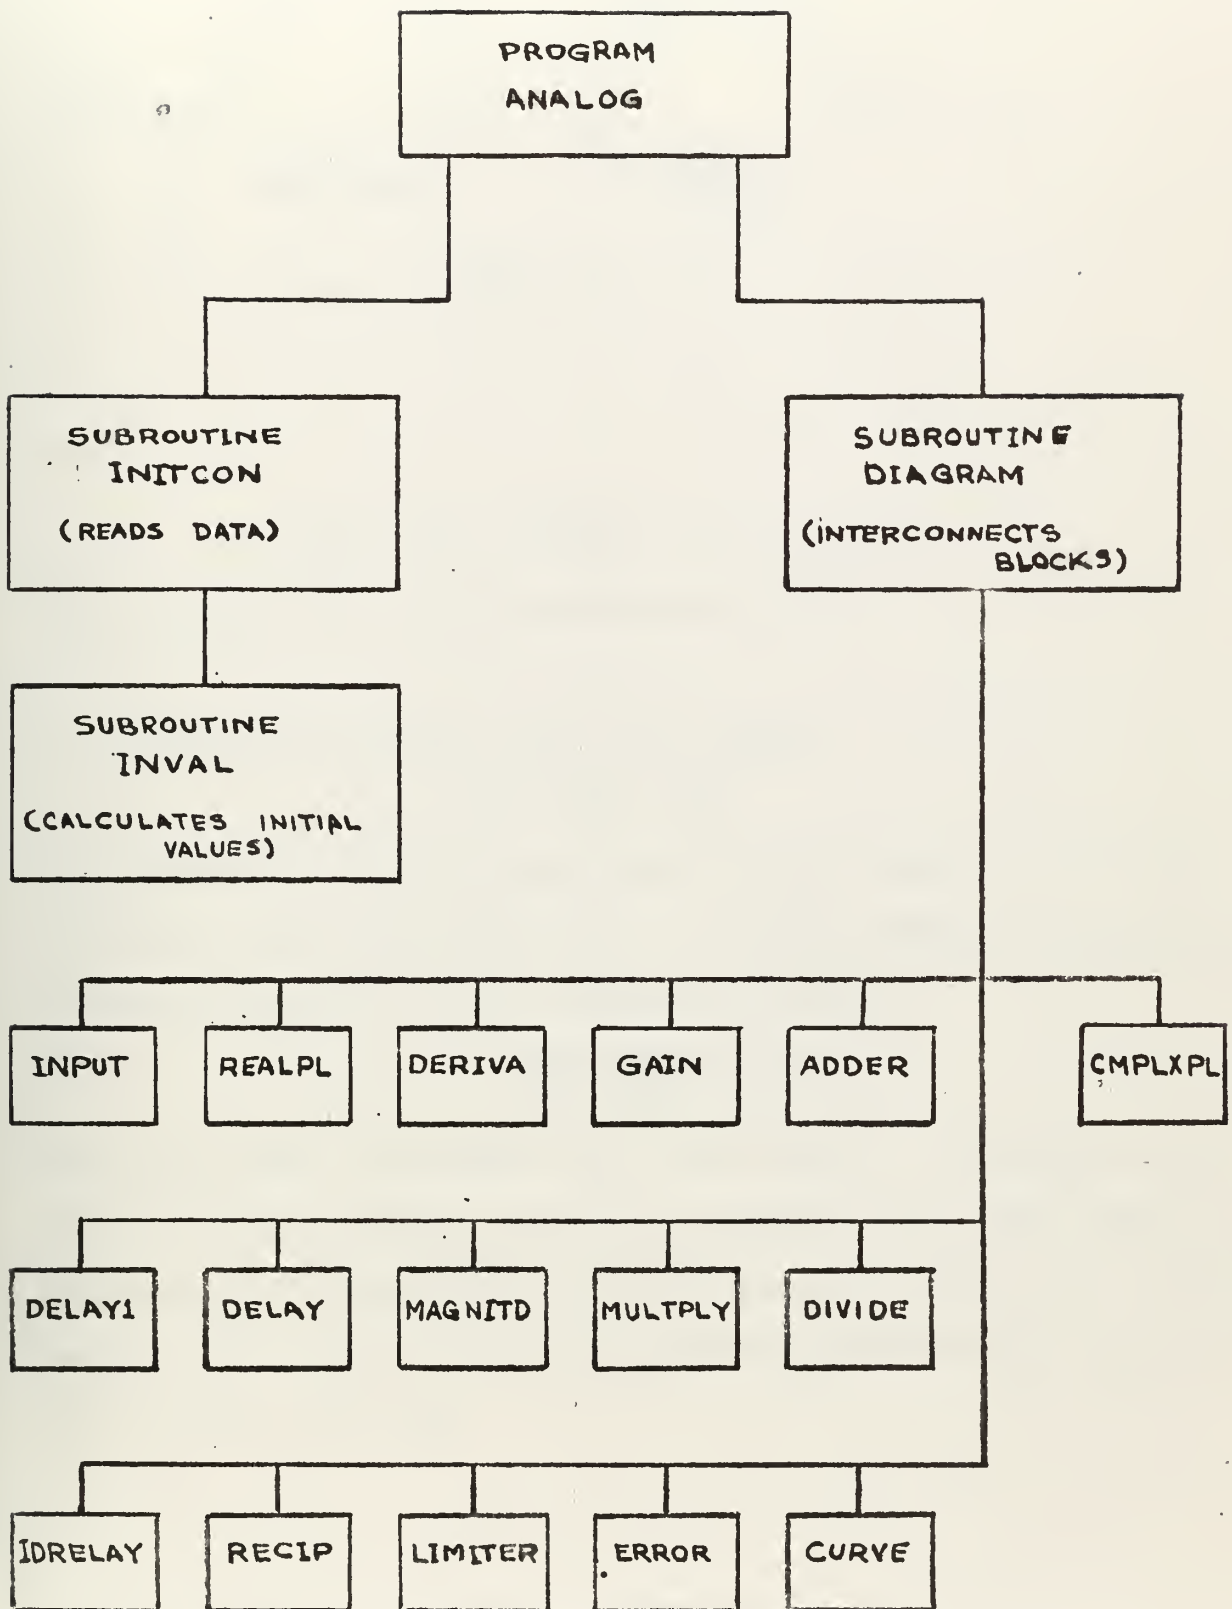 PROGRAM
ANALOG
SUBROUTINE
INITCON
(READS DATA)
SUBROUTINE
DIAGRAM
(INTERCONNECTS
BLOCKS)
SUBROUTINE
INVAL
(CALCULATES INITIAL
VALUES)
INPUT
REALPL
DERIVA
GAIN
ADDER
CMPLXPL
DELAY1
DELAY
MAGNITD
MULTPLY
DIVIDE
IDRELAY
RECIP
LIMITER
ERROR
CURVE